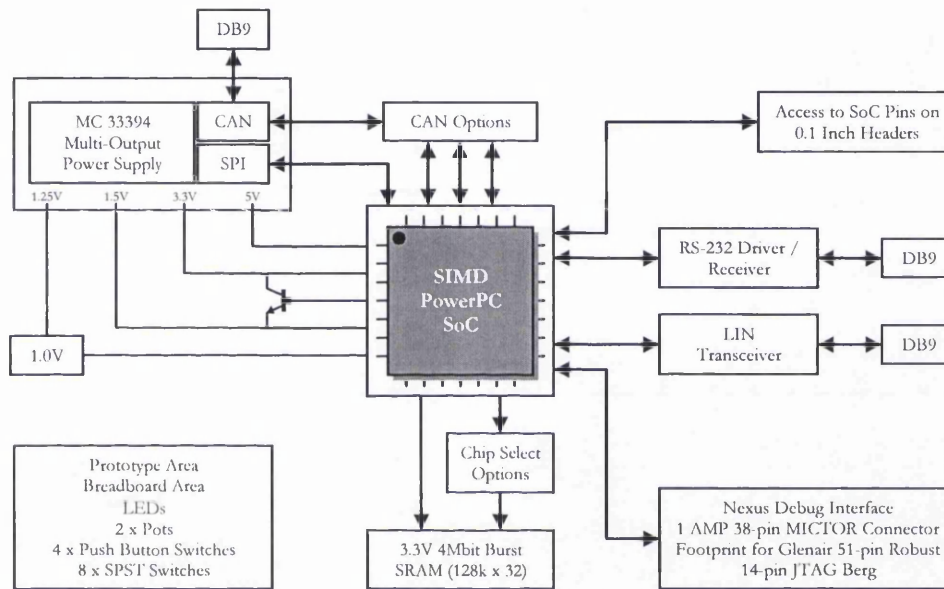 DB9
MC 33394
Multi-Output
Power Supply
CAN
SPI
1.25V
1.5V
3.3V
5V
CAN Options
Access to SoC Pins on
0.1 Inch Headers
SIMD
PowerPC
SoC
RS-232 Driver /
Receiver
DB9
LIN
Transceiver
DB9
1.0V
Chip Select
Options
Prototype Area
Breadboard Area
LEDs
2 x Pots
4 x Push Button Switches
8 x SPST Switches
3.3V 4Mbit Burst
SRAM (128k x 32)
Nexus Debug Interface
1 AMP 38-pin MICTOR Connector
Footprint for Glenair 51-pin Robust
14-pin JTAG Berg